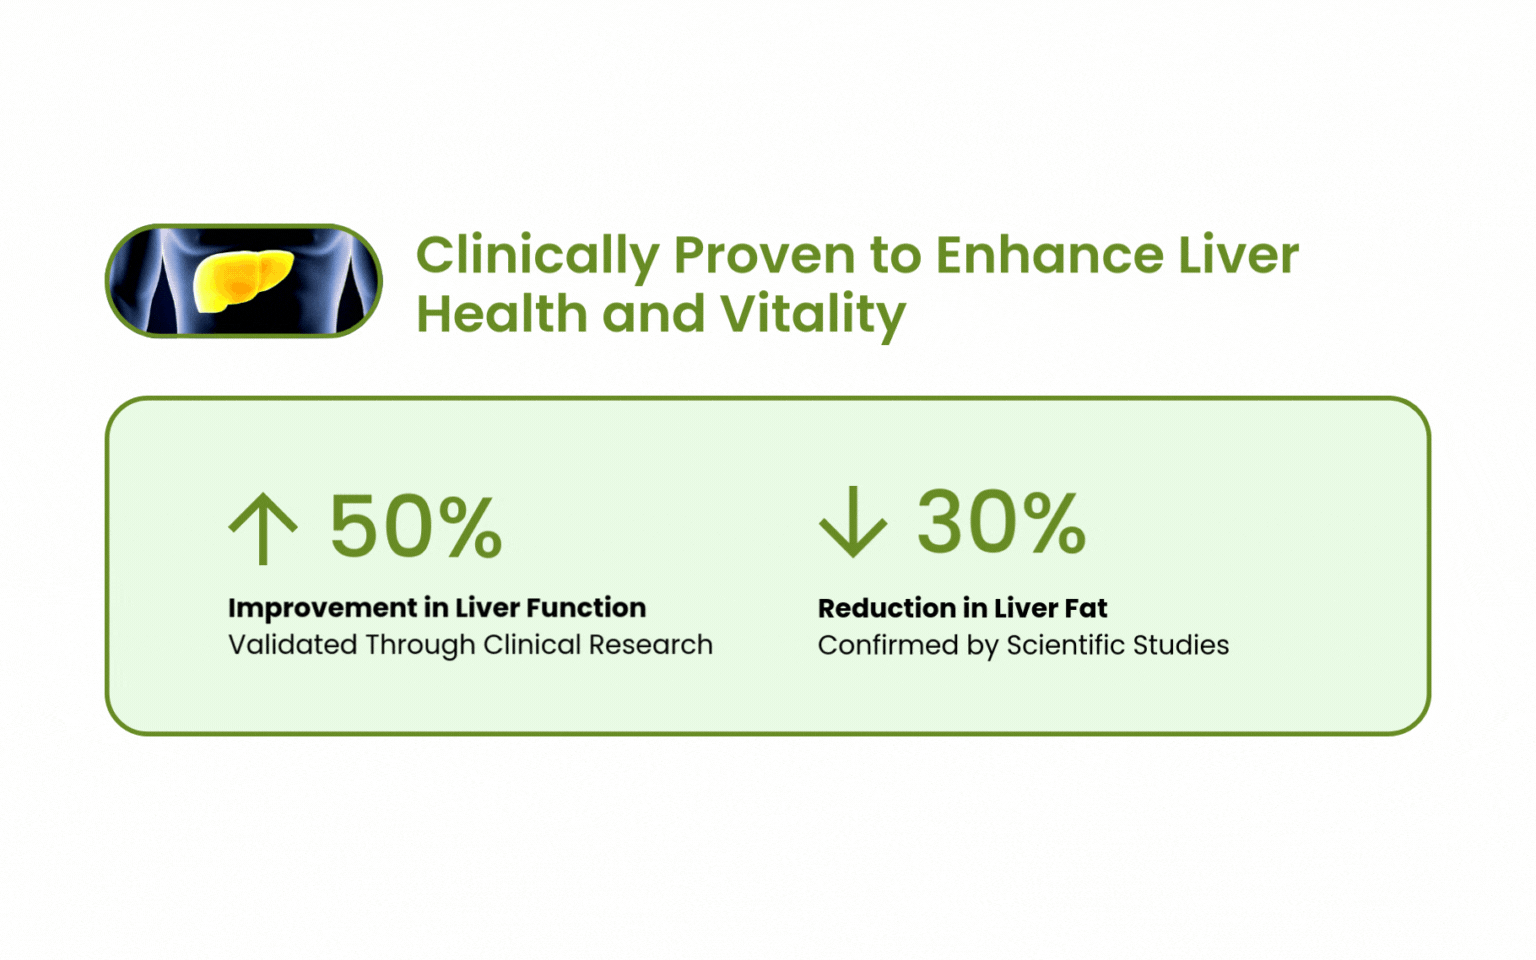 Clinically Proven to Enhance Liver
Health and Vitality
50%
Improvement in Liver Function
Validated Through Clinical Research
30%
Reduction in Liver Fat
Confirmed by Scientific Studies